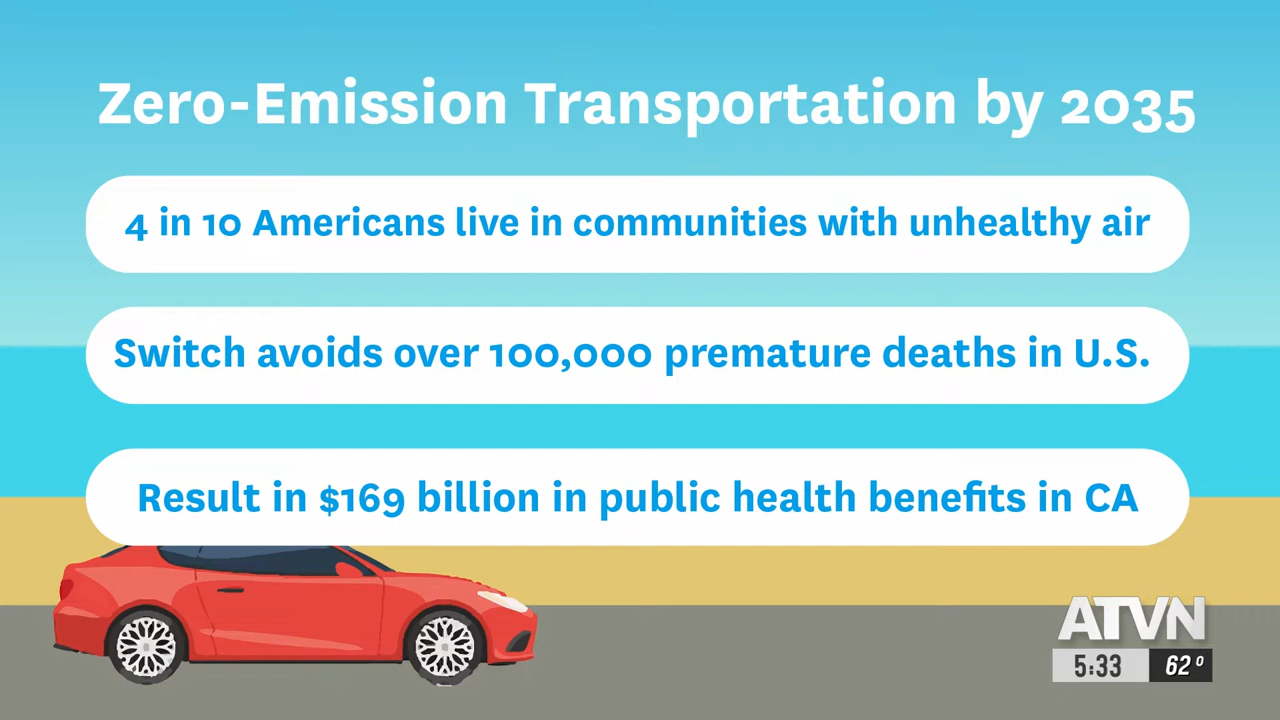 Zero-Emission Transportation by 2035
4 in 10 Americans live in communities with unhealthy air
Switch avoids over 100,000 premature deaths in U.S.
Result in $169 billion in public health benefits in CA
ATVN
5:33 62°